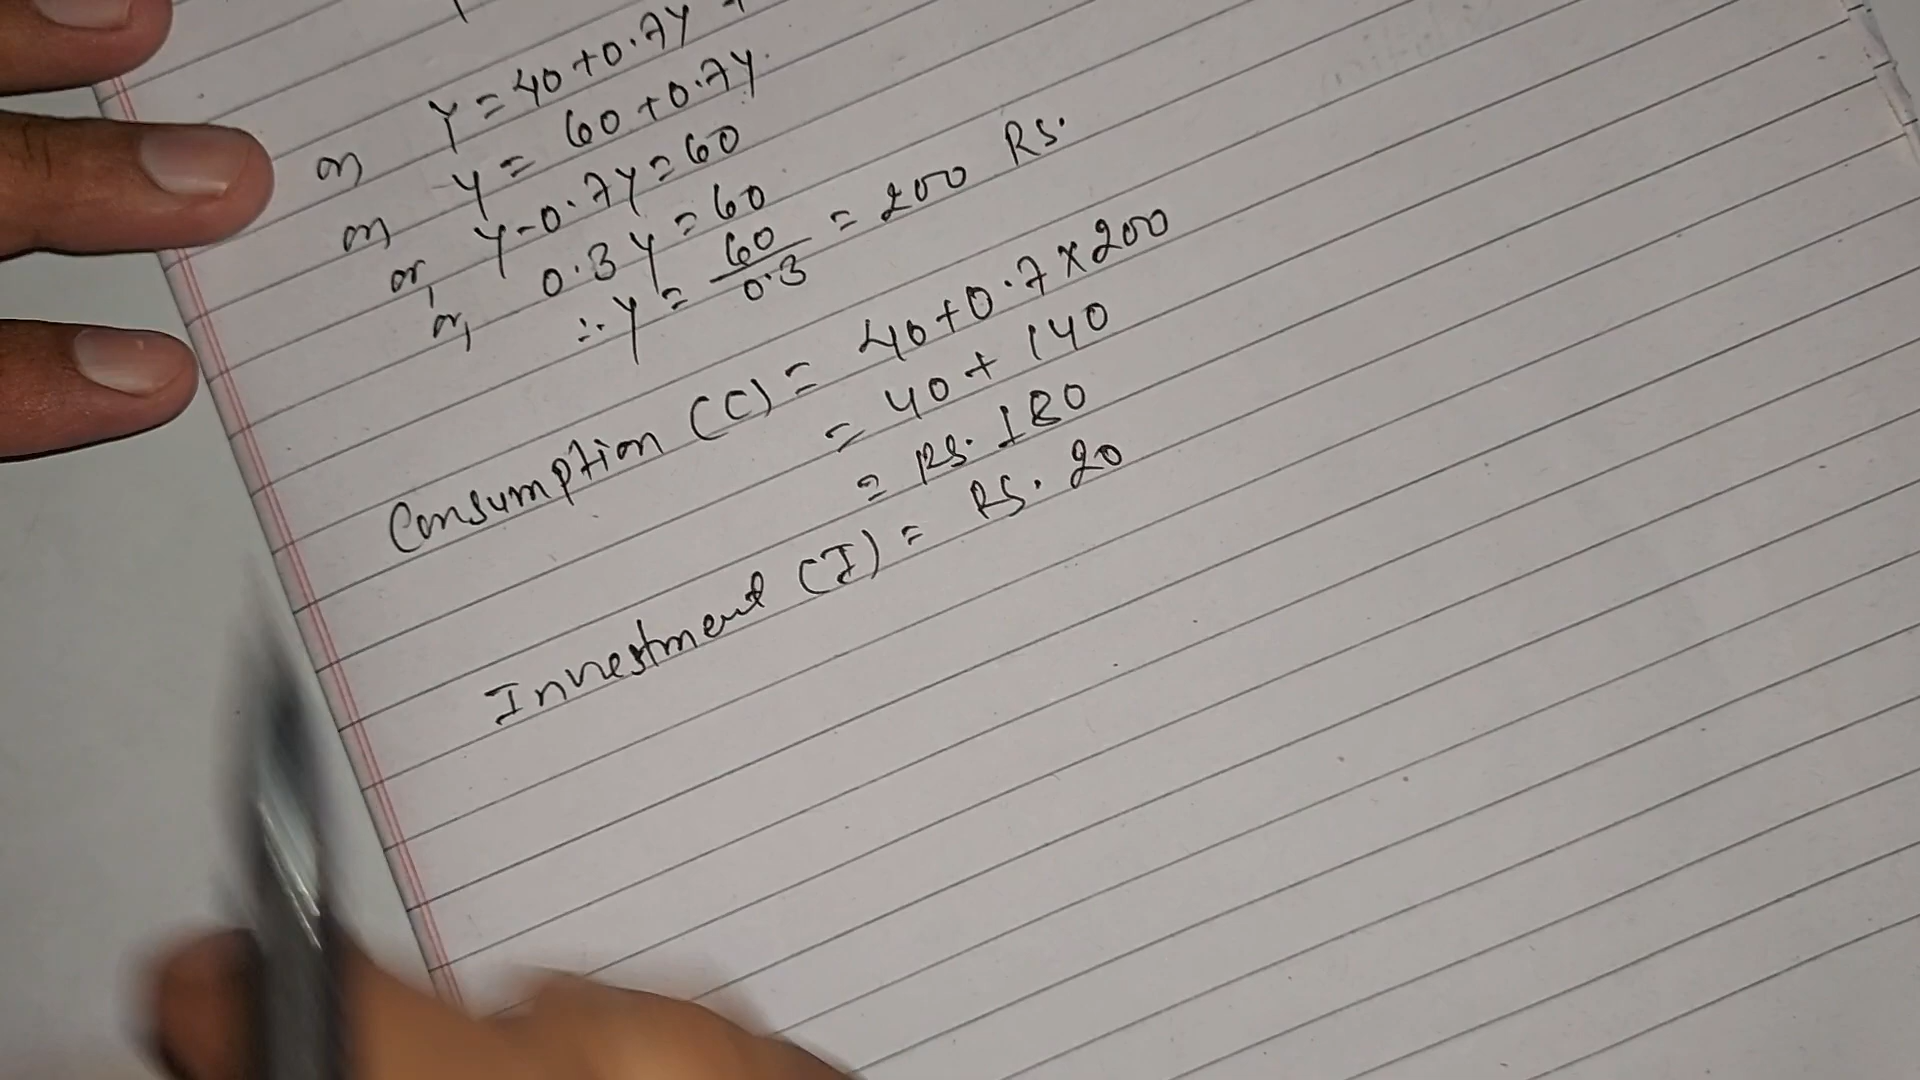 Y = 40 + 0.7Y +
or Y = 60 + 0.7Y
or Y - 0.7Y = 60
or, 0.3Y = 60
or, ∴ Y = 60/0.3 = 200 Rs.
Consumption (C) = 40 + 0.7 × 200
= 40 + 140
= Rs. 180
Investment (I) = Rs. 20